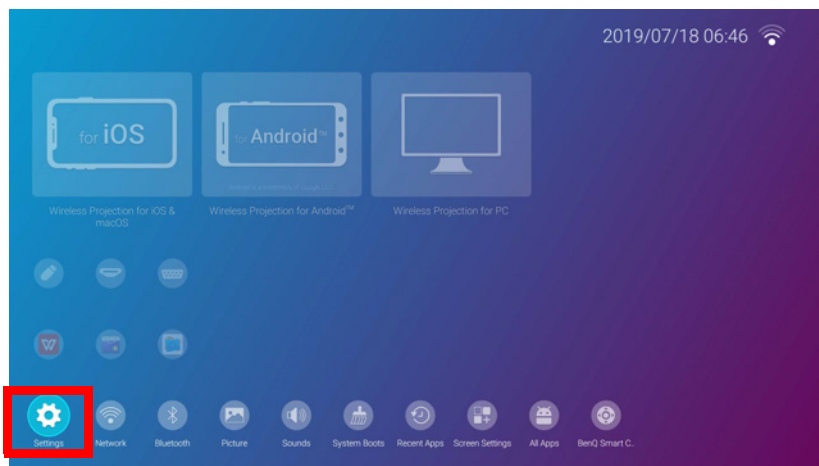 2019/07/18 06:46
for iOS
for Android™
Wireless Projection for iOS &
macOS
Wireless Projection for Android™
Wireless Projection for PC
Settings
Network
Bluetooth
Picture
Sounds
System Boots
Recent Apps
Screen Settings
All Apps
BenQ Smart C..